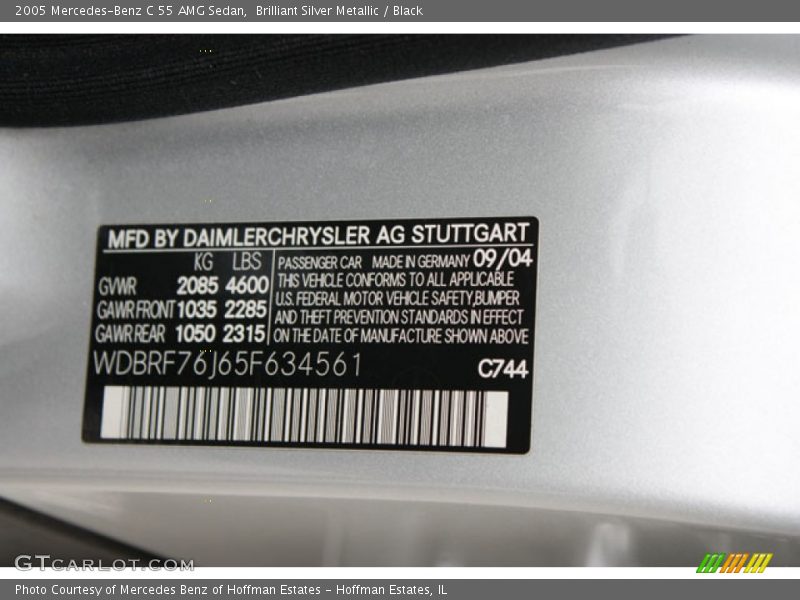 2005 Mercedes-Benz C 55 AMG Sedan,  Brilliant Silver Metallic / Black
MFD BY DAIMLERCHRYSLER AG STUTTGART
KG LBS
GVWR 2085 4600
GAWR FRONT 1035 2285
GAWR REAR 1050 2315
PASSENGER CAR MADE IN GERMANY 09/04
THIS VEHICLE CONFORMS TO ALL APPLICABLE
U.S. FEDERAL MOTOR VEHICLE SAFETY, BUMPER
AND THEFT PREVENTION STANDARDS IN EFFECT
ON THE DATE OF MANUFACTURE SHOWN ABOVE
WDBRF76J65F634561
C744
GTCARLOT.COM
Photo Courtesy of Mercedes Benz of Hoffman Estates - Hoffman Estates, IL